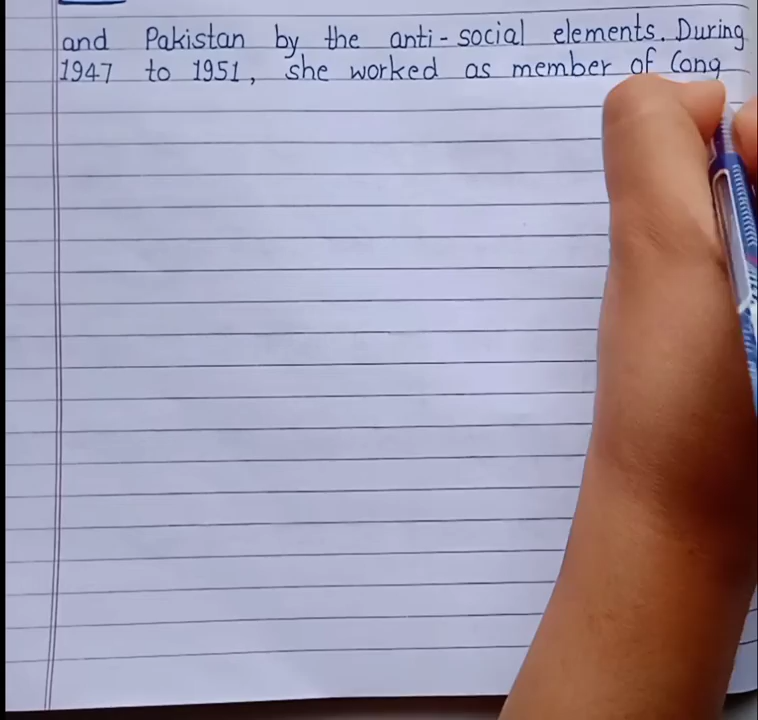 and Pakistan by the anti-social elements. During
1947 to 1951, she worked as member of Cong